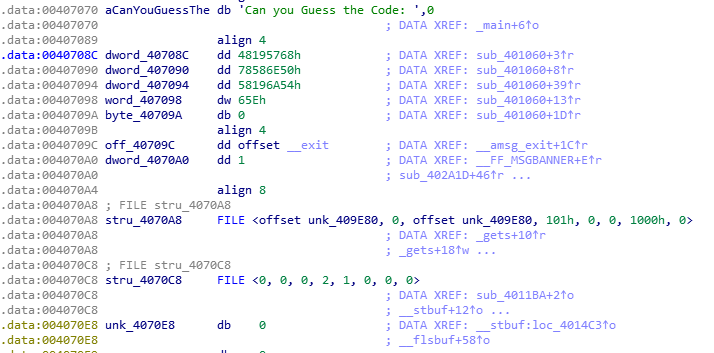 .data:00407070 aCanYouGuessThe db 'Can you Guess the Code: ',0
.data:00407070 ; DATA XREF: _main+6↑o
.data:00407089 align 4
.data:0040708C dword_40708C dd 48195768h ; DATA XREF: sub_401060+3↑r
.data:00407090 dword_407090 dd 78586E50h ; DATA XREF: sub_401060+8↑r
.data:00407094 dword_407094 dd 58196A54h ; DATA XREF: sub_401060+39↑r
.data:00407098 word_407098 dw 65Eh ; DATA XREF: sub_401060+13↑r
.data:0040709A byte_40709A db 0 ; DATA XREF: sub_401060+1D↑r
.data:0040709B align 4
.data:0040709C off_40709C dd offset __exit ; DATA XREF: __amsg_exit+1C↑r
.data:004070A0 dword_4070A0 dd 1 ; DATA XREF: __FF_MSGBANNER+E↑r
.data:004070A0 ; sub_402A1D+46↑r ...
.data:004070A4 align 8
.data:004070A8 ; FILE stru_4070A8
.data:004070A8 stru_4070A8 FILE <offset unk_409E80, 0, offset unk_409E80, 101h, 0, 0, 1000h, 0>
.data:004070A8 ; DATA XREF: _gets+10↑r
.data:004070A8 ; _gets+18↑w ...
.data:004070C8 ; FILE stru_4070C8
.data:004070C8 stru_4070C8 FILE <0, 0, 0, 2, 1, 0, 0, 0>
.data:004070C8 ; DATA XREF: sub_4011BA+2↑o
.data:004070C8 ; __stbuf+12↑o ...
.data:004070E8 unk_4070E8 db 0 ; DATA XREF: __stbuf:loc_4014C3↑o
.data:004070E8 ; __flsbuf+58↑o